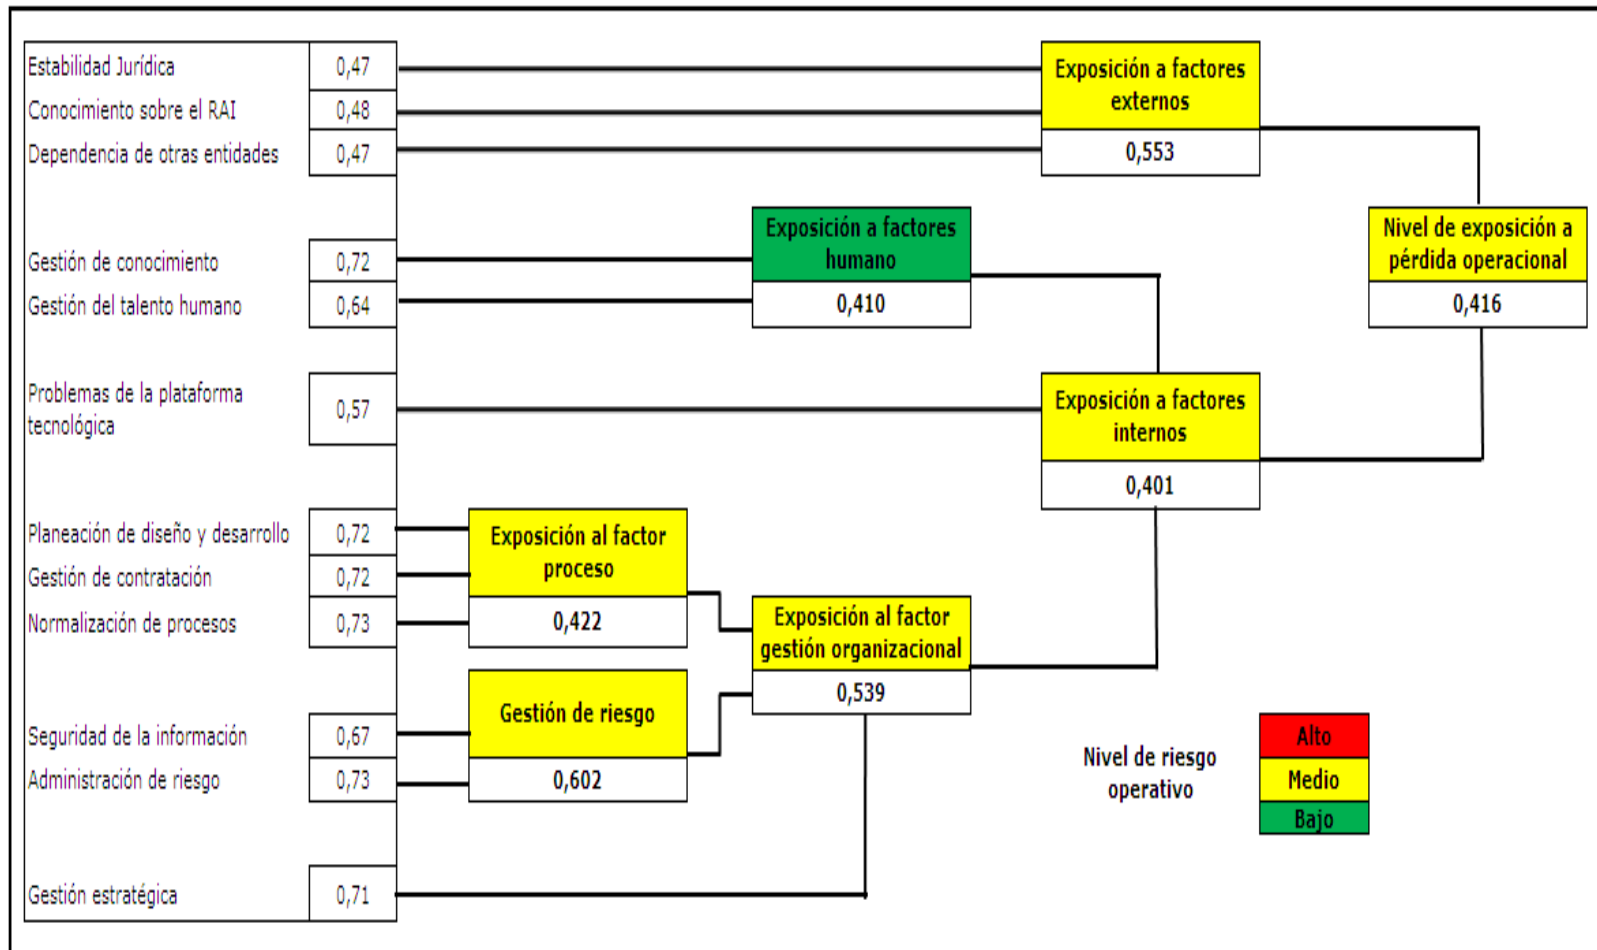 Estabilidad Jurídica
0,47
Conocimiento sobre el RAI
0,48
Dependencia de otras entidades
0,47
Exposición a factores
externos
0,553
Gestión de conocimiento
0,72
Gestión del talento humano
0,64
Exposición a factores
humano
0,410
Nivel de exposición a
pérdida operacional
0,416
Problemas de la plataforma
tecnológica
0,57
Exposición a factores
internos
0,401
Planeación de diseño y desarrollo
0,72
Gestión de contratación
0,72
Normalización de procesos
0,73
Exposición al factor
proceso
0,422
Exposición al factor
gestión organizacional
0,539
Seguridad de la información
0,67
Administración de riesgo
0,73
Gestión de riesgo
0,602
Gestión estratégica
0,71
Nivel de riesgo
operativo
Alto
Medio
Bajo